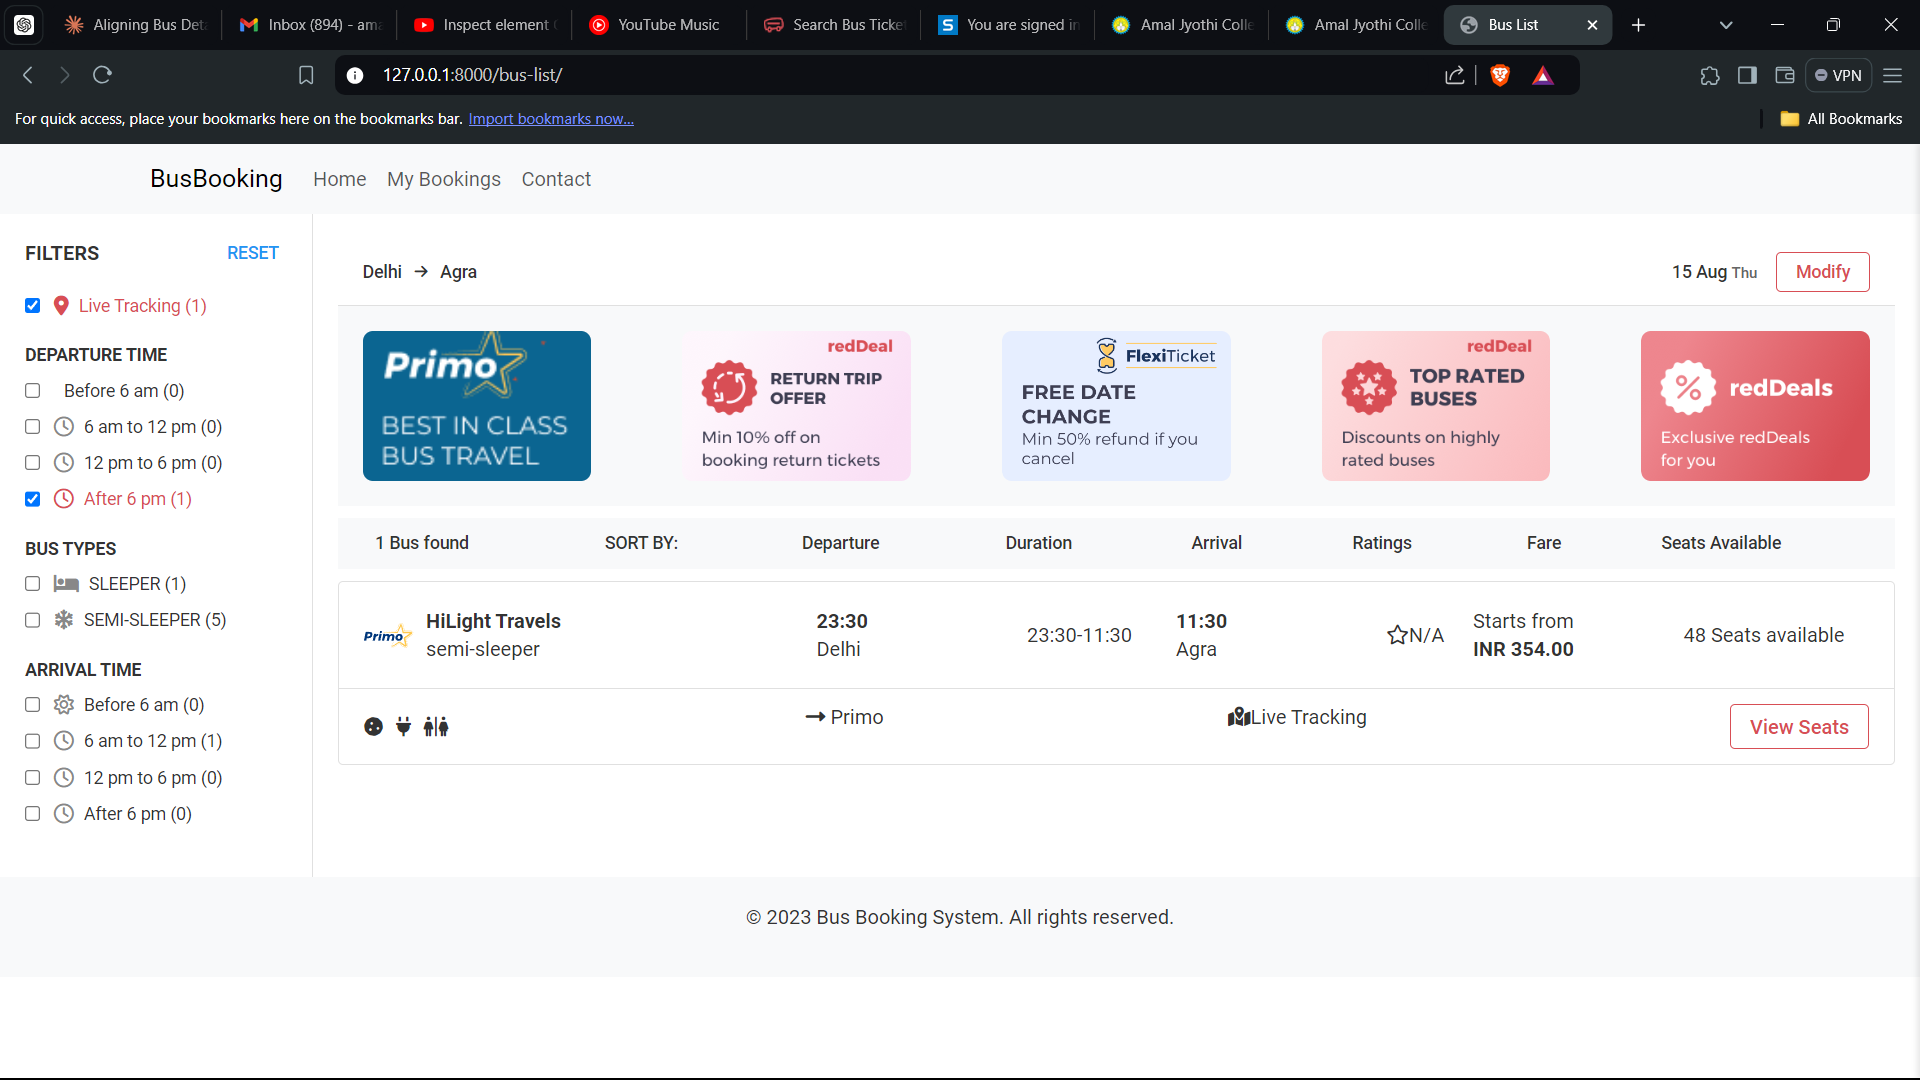 Aligning Bus Deta
Inbox (894) - ama
Inspect element
YouTube Music
Search Bus Ticke
You are signed in
Amal Jyothi Colle
Amal Jyothi Colle
Bus List
127.0.0.1:8000/bus-list/
VPN
For quick access, place your bookmarks here on the bookmarks bar. Import bookmarks now...
All Bookmarks
BusBooking Home My Bookings Contact
FILTERS RESET
Live Tracking (1)
DEPARTURE TIME
Before 6 am (0)
6 am to 12 pm (0)
12 pm to 6 pm (0)
After 6 pm (1)
BUS TYPES
SLEEPER (1)
SEMI-SLEEPER (5)
ARRIVAL TIME
Before 6 am (0)
6 am to 12 pm (1)
12 pm to 6 pm (0)
After 6 pm (0)
Delhi → Agra
15 Aug Thu Modify
Primo
BEST IN CLASS
BUS TRAVEL
redDeal
RETURN TRIP
OFFER
Min 10% off on
booking return tickets
FlexiTicket
FREE DATE
CHANGE
Min 50% refund if you
cancel
redDeal
TOP RATED
BUSES
Discounts on highly
rated buses
% redDeals
Exclusive redDeals
for you
1 Bus found SORT BY: Departure Duration Arrival Ratings Fare Seats Available
Primo
HiLight Travels
semi-sleeper
23:30
Delhi
23:30-11:30
11:30
Agra
N/A
Starts from
INR 354.00
48 Seats available
Primo
Live Tracking
View Seats
© 2023 Bus Booking System. All rights reserved.